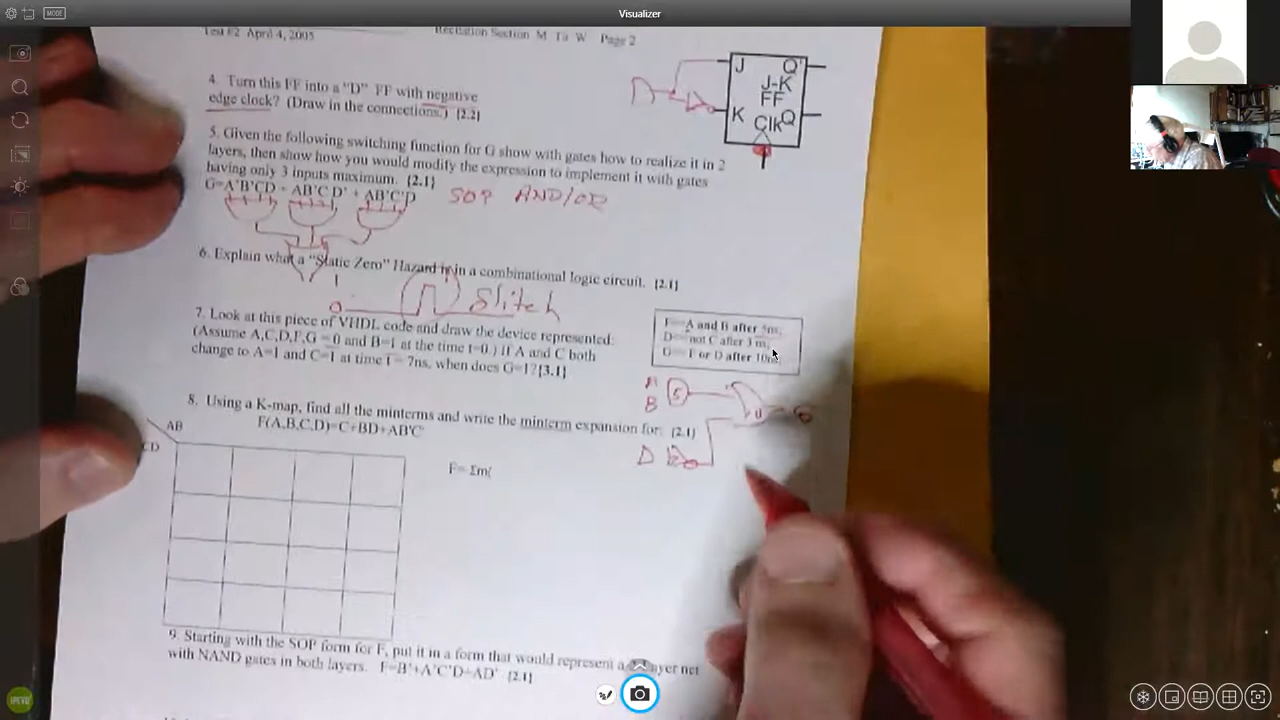 MODE
Visualizer
Test #2 April 4, 2005 Recitation Section M Tu W Page 2
4. Turn this FF into a "D" FF with negative
edge clock? (Draw in the connections.) [2.2]
D
J Q'
J-K
FF
K Q
Clk
5. Given the following switching function for G show with gates how to realize it in 2
layers, then show how you would modify the expression to implement it with gates
having only 3 inputs maximum. {2.1}
G=A'B'CD + AB'C D' + AB'C'D SOP AND/OR
6. Explain what a "Static Zero" Hazard is in a combinational logic circuit. [2.1]
0 1 Glitch
7. Look at this piece of VHDL code and draw the device represented:
(Assume A,C,D,F,G =0 and B=1 at the time t=0.) If A and C both
change to A=1 and C=1 at time t = 7ns, when does G=1?[3.1]
F<=A and B after 5ns;
D<=not C after 3 ns;
G<=F or D after 10ns;
A
B
5
G
D
8. Using a K-map, find all the minterms and write the minterm expansion for: [2.1]
F(A,B,C,D)=C+BD+AB'C'
AB
CD
F= Σm(
9. Starting with the SOP form for F, put it in a form that would represent a layer net
with NAND gates in both layers. F=B'+A'C'D+AD' [2.1]
IPEVO